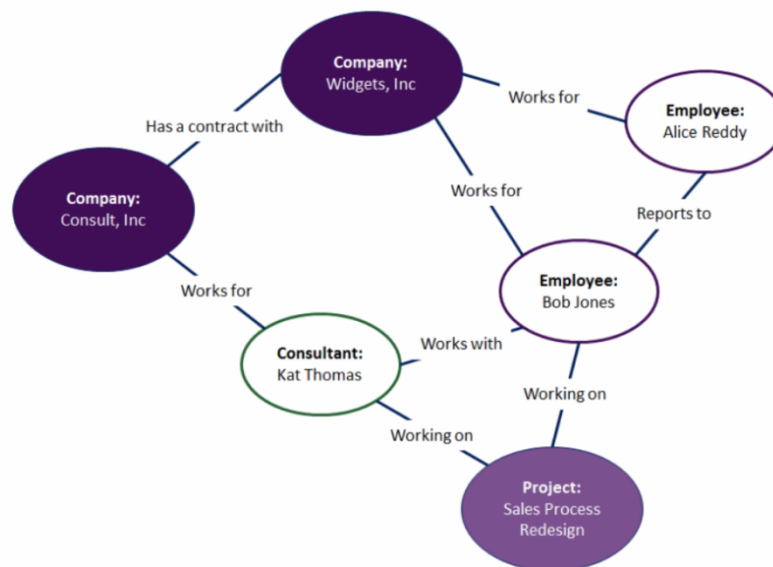 Company:
Widgets, Inc
Works for
Employee:
Alice Reddy
Has a contract with
Company:
Consult, Inc
Works for
Reports to
Employee:
Bob Jones
Works for
Consultant:
Kat Thomas
Works with
Working on
Working on
Project:
Sales Process
Redesign